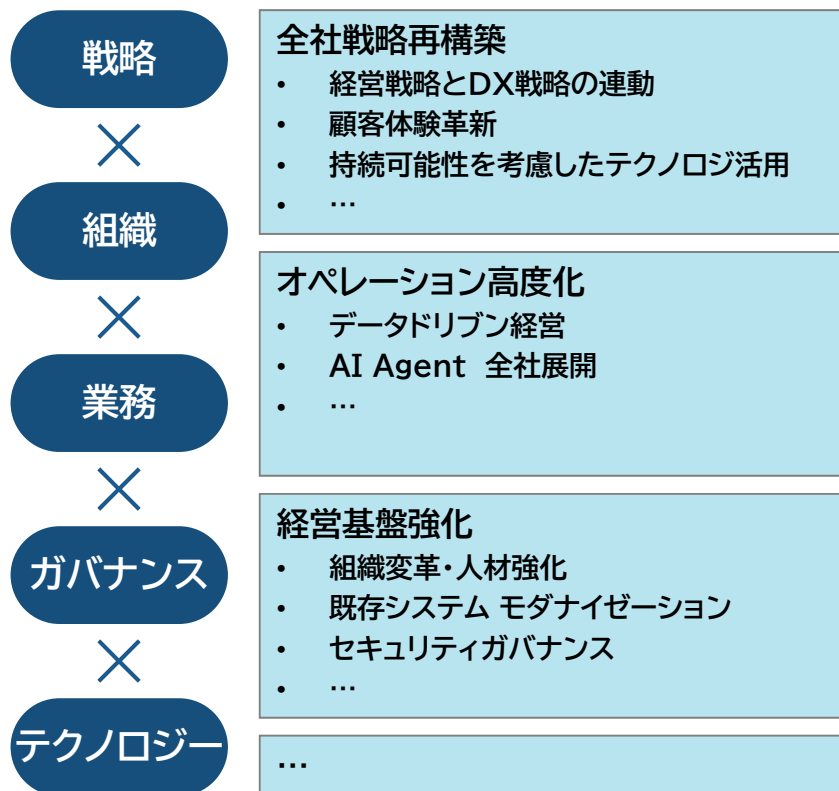 戦略
×
組織
×
業務
×
ガバナンス
×
テクノロジー
全社戦略再構築
• 経営戦略とDX戦略の連動
• 顧客体験革新
• 持続可能性を考慮したテクノロジ活用
• …
オペレーション高度化
• データドリブン経営
• AI Agent 全社展開
• …
経営基盤強化
• 組織変革・人材強化
• 既存システム モダナイゼーション
• セキュリティガバナンス
• …
…